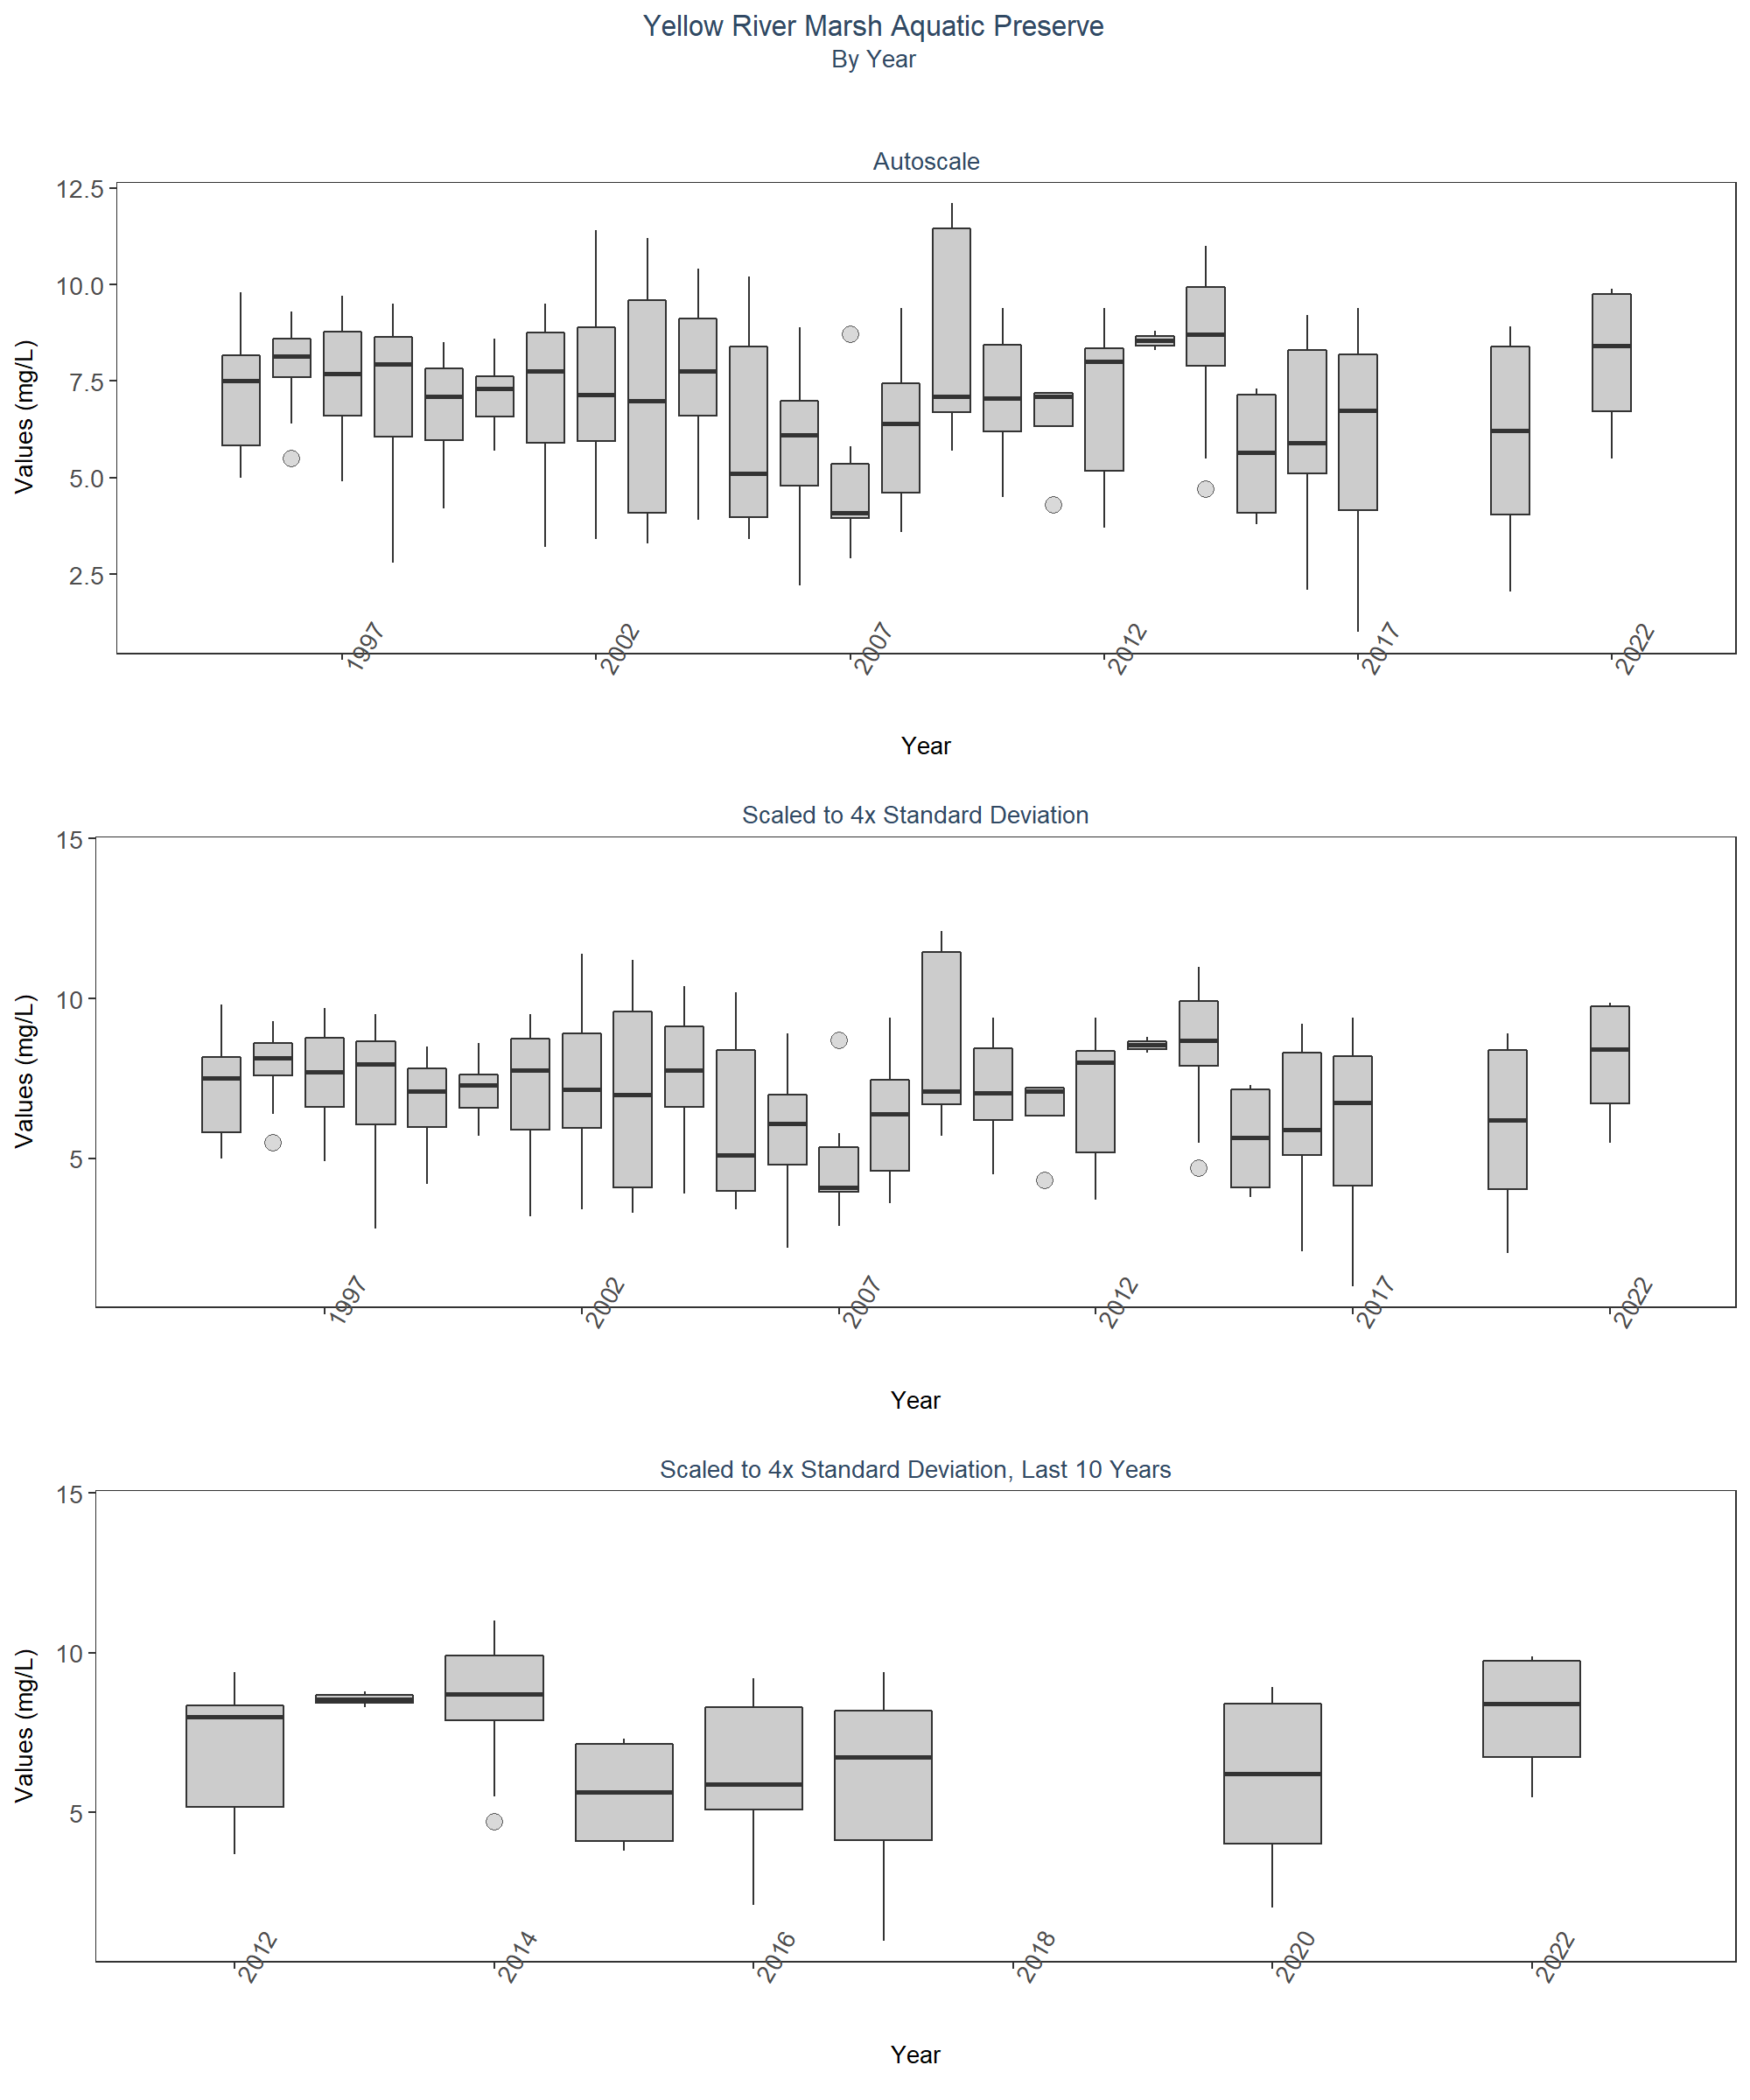 Yellow River Marsh Aquatic Preserve
By Year
Autoscale
12.5
10.0
7.5
5.0
2.5
Values (mg/L)
1997 2002 2007 2012 2017 2022
Year
Scaled to 4x Standard Deviation
15
10
5
Values (mg/L)
1997 2002 2007 2012 2017 2022
Year
Scaled to 4x Standard Deviation, Last 10 Years
15
10
5
Values (mg/L)
2012 2014 2016 2018 2020 2022
Year